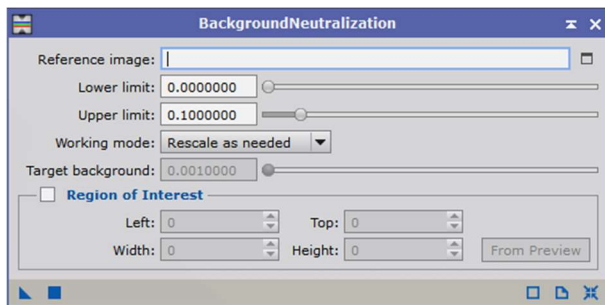 BackgroundNeutralization
Reference image:
Lower limit: 0.0000000
Upper limit: 0.1000000
Working mode: Rescale as needed
Target background: 0.0010000
Region of Interest
Left: 0 Top: 0
Width: 0 Height: 0 From Preview